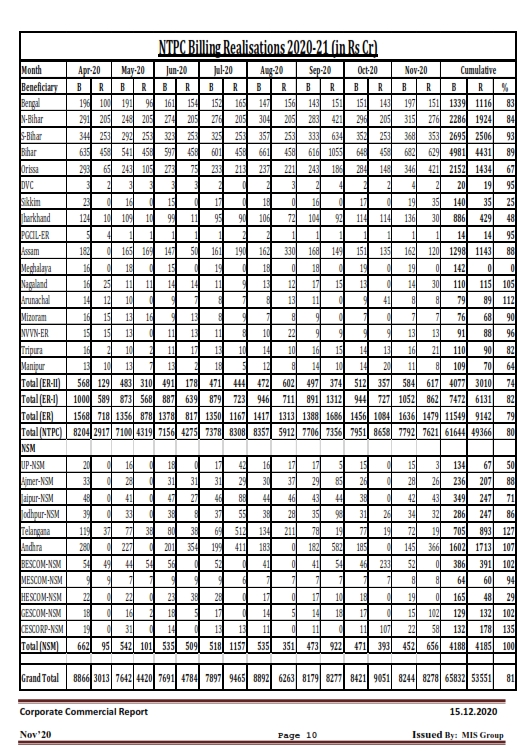 NTPC Billing Realisations 2020-21 (in Rs Cr)
Month Apr-20 May-20 Jun-20 Jul-20 Aug-20 Sep-20 Oct-20 Nov-20 Cumulative
Beneficiary B R B R B R B R B R B R B R B R B R %
Bengal 196 100 191 96 161 154 152 165 147 156 143 151 151 143 197 151 1339 1116 83
N-Bihar 291 205 248 205 274 205 276 205 304 205 283 421 296 205 315 276 2286 1924 84
S-Bihar 344 253 292 253 323 253 325 253 357 253 333 634 352 253 368 353 2695 2506 93
Bihar 635 458 541 458 597 458 601 458 661 458 616 1055 648 458 682 629 4981 4431 89
Orissa 293 65 243 105 273 75 233 213 237 221 243 186 284 148 346 421 2152 1434 67
DVC 3 2 3 3 3 3 2 0 2 3 2 4 2 2 4 2 20 19 95
Sikkim 23 0 16 0 15 0 17 0 18 0 16 0 17 0 19 35 140 35 25
Jharkhand 124 10 109 10 99 11 95 90 106 72 104 92 114 114 136 30 886 429 48
PGCIL-ER 5 4 1 1 1 1 1 2 2 1 1 1 1 1 1 1 14 14 95
Assam 182 0 165 169 147 50 161 190 162 330 168 149 151 135 162 120 1298 1143 88
Meghalaya 16 0 18 0 15 0 19 0 18 0 18 0 19 0 19 0 142 0 0
Nagaland 16 25 11 11 14 14 11 9 13 12 17 15 13 0 14 30 110 115 105
Arunachal 14 12 10 0 9 7 8 7 8 13 11 0 9 41 8 8 79 89 112
Mizoram 16 15 13 16 9 13 8 9 7 8 9 0 7 0 7 7 76 68 90
NVVN-ER 15 15 13 0 11 13 11 8 10 22 9 9 9 9 13 13 91 88 96
Tripura 16 2 10 2 11 17 13 10 14 10 16 15 14 13 16 21 110 90 82
Manipur 13 10 13 7 13 2 18 5 12 8 14 10 14 20 11 8 109 70 64
Total (ER-II) 568 129 483 310 491 178 471 444 472 602 497 374 512 357 584 617 4077 3010 74
Total (ER-I) 1000 589 873 568 887 639 879 723 946 711 891 1312 944 727 1052 862 7472 6131 82
Total (ER) 1568 718 1356 878 1378 817 1350 1167 1417 1313 1388 1686 1456 1084 1636 1479 11549 9142 79
Total (NTPC) 8204 2917 7100 4319 7156 4275 7378 8308 8357 5912 7706 7356 7951 8658 7792 7621 61644 49366 80
NSM
UP-NSM 20 0 16 0 18 0 17 42 16 17 17 5 15 0 15 3 134 67 50
Ajmer-NSM 33 0 28 0 31 31 31 29 30 37 29 85 26 0 28 26 236 207 88
Jaipur-NSM 48 0 41 0 47 27 46 88 44 46 43 44 38 0 42 43 349 247 71
Jodhpur-NSM 39 0 33 0 38 8 37 55 38 28 35 98 31 26 34 32 286 247 86
Telangana 119 37 77 38 80 38 69 512 134 211 78 19 77 19 72 19 705 893 127
Andhra 280 0 227 0 201 354 199 411 183 0 182 582 185 0 145 366 1602 1713 107
BESCOM-NSM 54 49 44 54 56 0 52 0 41 0 41 54 46 233 52 0 386 391 102
MESCOM-NSM 9 9 7 7 9 9 9 6 7 7 7 7 7 7 8 8 64 60 94
HESCOM-NSM 22 0 22 0 23 38 28 0 17 0 17 10 18 0 19 0 165 48 29
GESCOM-NSM 18 0 16 2 18 5 17 0 14 5 14 18 17 0 15 102 129 132 102
CESCORP-NSM 19 0 31 0 14 0 13 13 11 0 11 0 11 107 22 58 132 178 135
Total (NSM) 662 95 542 101 535 509 518 1157 535 351 473 922 471 393 452 656 4188 4185 100
Grand Total 8866 3013 7642 4420 7691 4784 7897 9465 8892 6263 8179 8277 8421 9051 8244 8278 65832 53551 81
Corporate Commercial Report 15.12.2020
Nov'20 Page 10 Issued By: MIS Group